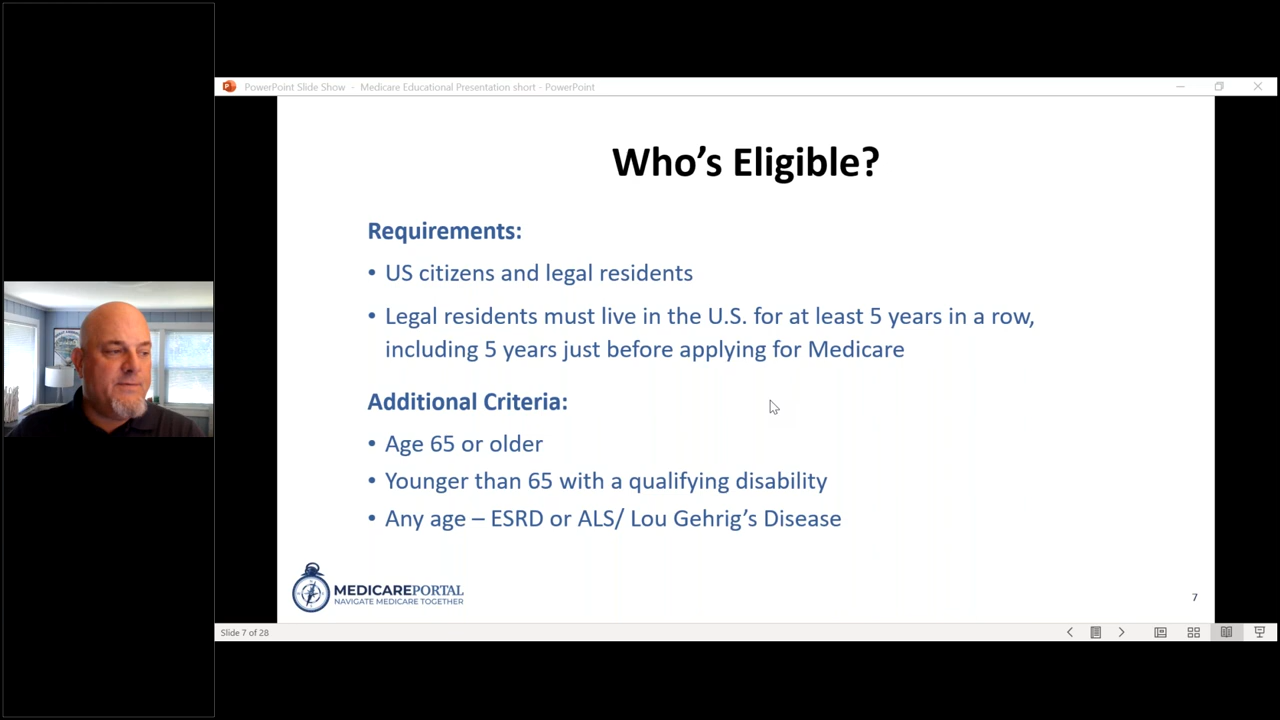 PowerPoint Slide Show - Medicare Educational Presentation short - PowerPoint
Who's Eligible?
Requirements:
• US citizens and legal residents
• Legal residents must live in the U.S. for at least 5 years in a row,
including 5 years just before applying for Medicare
Additional Criteria:
• Age 65 or older
• Younger than 65 with a qualifying disability
• Any age – ESRD or ALS/ Lou Gehrig's Disease
MEDICAREPORTAL
NAVIGATE MEDICARE TOGETHER
7
Slide 7 of 28